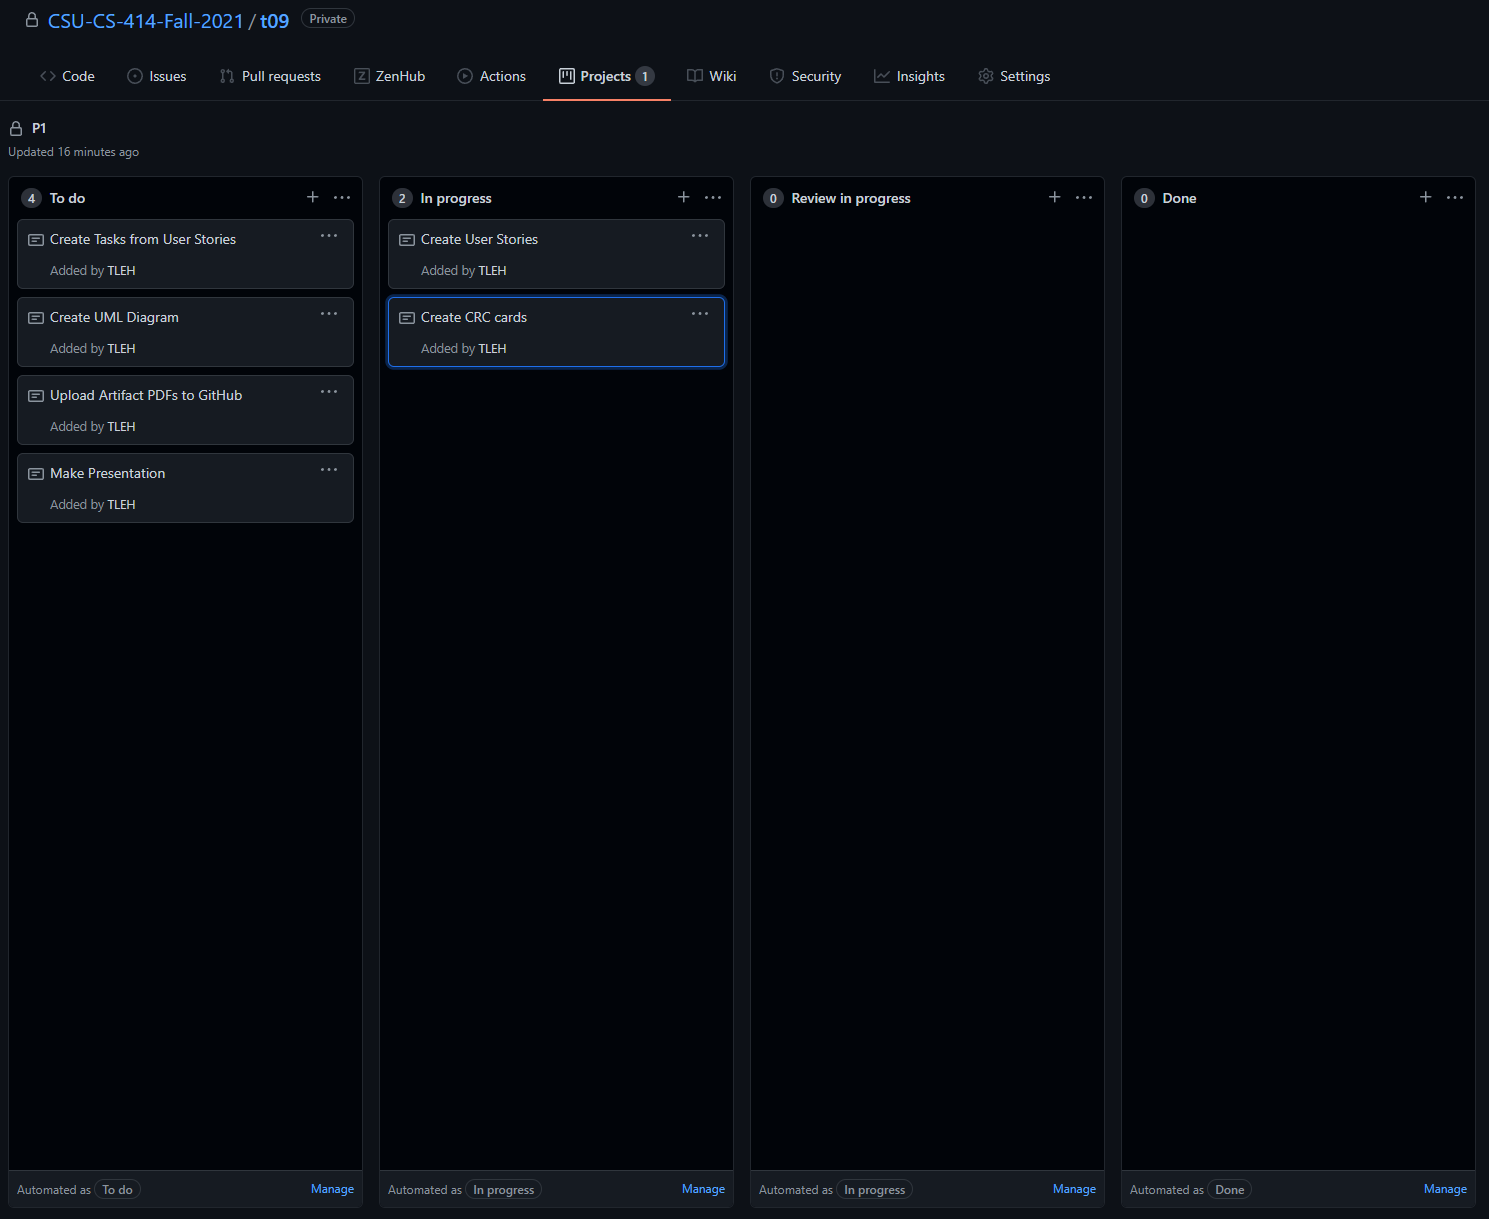 CSU-CS-414-Fall-2021 / t09 Private
Code Issues Pull requests ZenHub Actions Projects 1 Wiki Security Insights Settings
P1
Updated 16 minutes ago
4 To do
Create Tasks from User Stories
Added by TLEH
Create UML Diagram
Added by TLEH
Upload Artifact PDFs to GitHub
Added by TLEH
Make Presentation
Added by TLEH
Automated as To do Manage
2 In progress
Create User Stories
Added by TLEH
Create CRC cards
Added by TLEH
Automated as In progress Manage
0 Review in progress
Automated as In progress Manage
0 Done
Automated as Done Manage